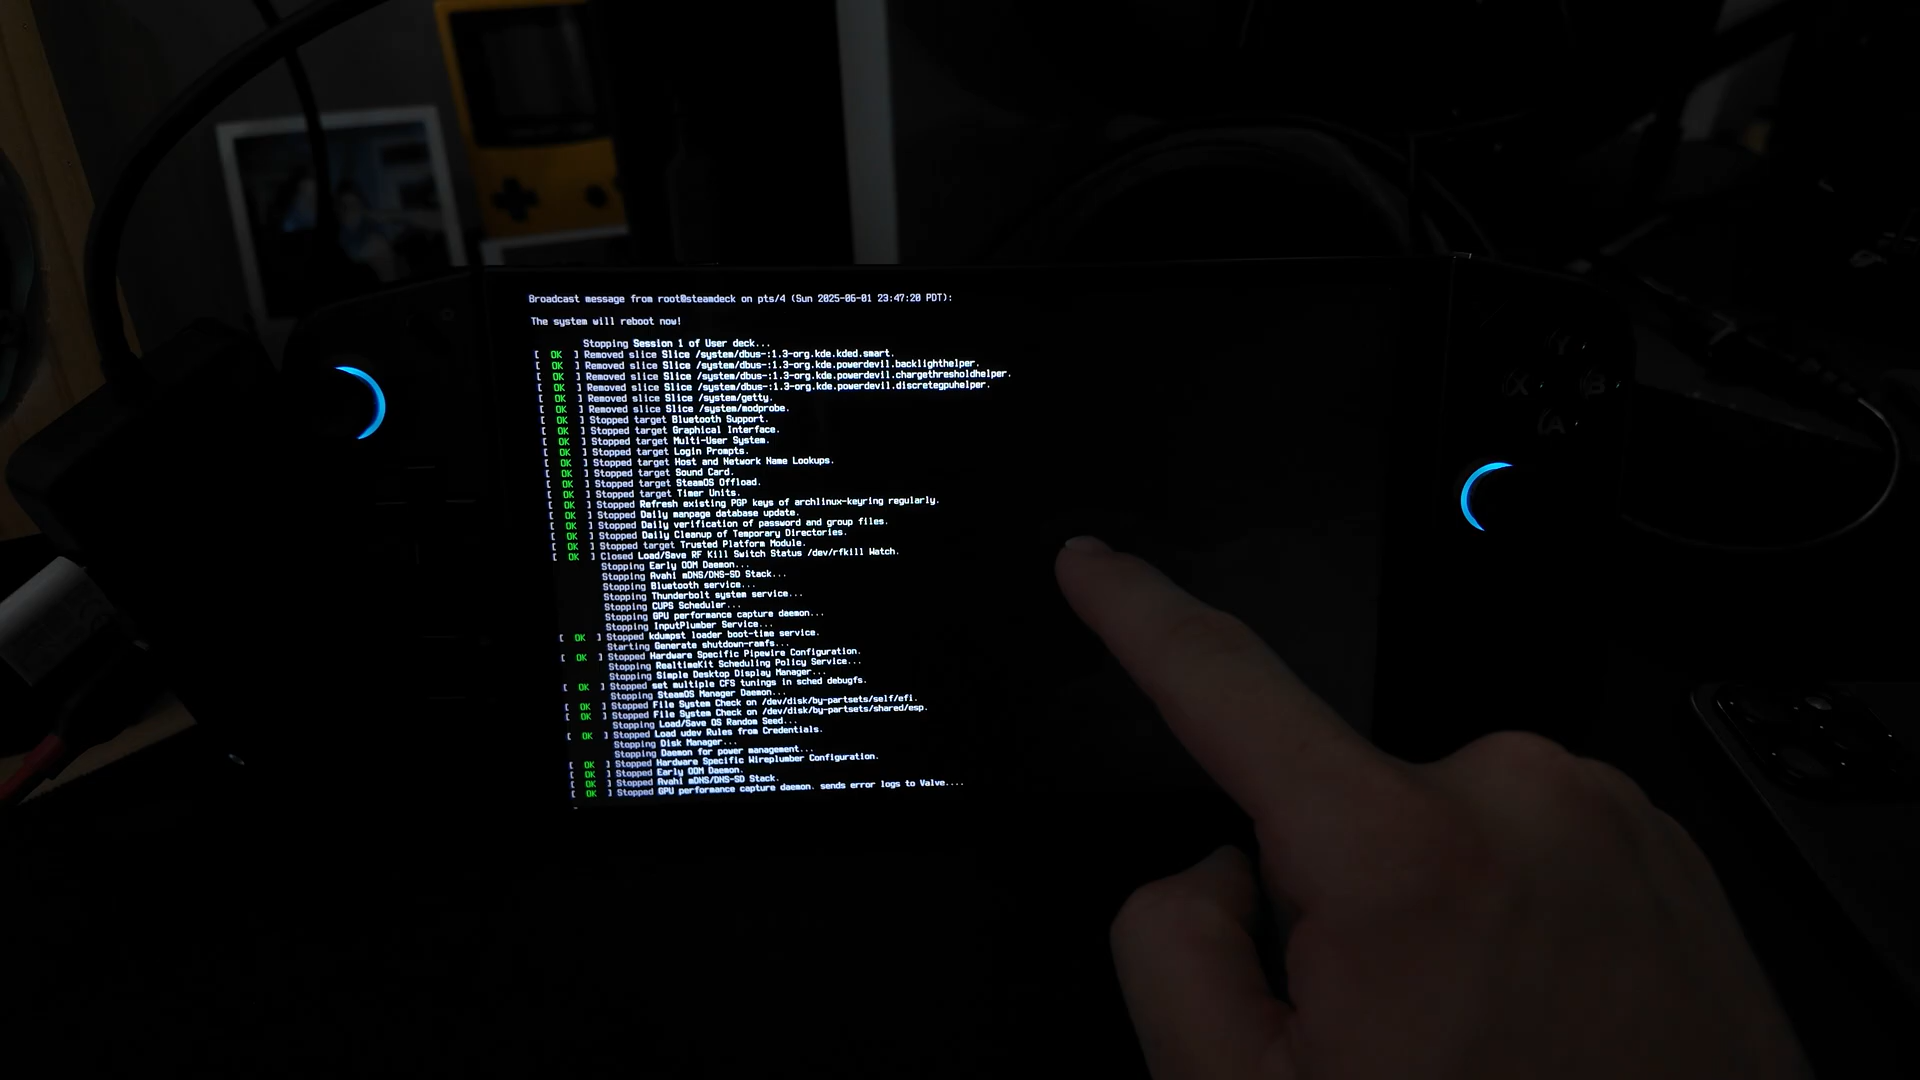 Broadcast message from root@steamdeck on pts/4 (Sun 2025-06-01 23:47:20 PDT):
The system will reboot now!
Stopping Session 1 of User deck...
[ OK ] Removed slice Slice /system/dbus-:1.3-org.kde.kded.smart.
[ OK ] Removed slice Slice /system/dbus-:1.3-org.kde.powerdevil.backlighthelper.
[ OK ] Removed slice Slice /system/dbus-:1.3-org.kde.powerdevil.chargethresholdhelper.
[ OK ] Removed slice Slice /system/dbus-:1.3-org.kde.powerdevil.discretegpuhelper.
[ OK ] Removed slice Slice /system/getty.
[ OK ] Removed slice Slice /system/modprobe.
[ OK ] Stopped target Bluetooth Support.
[ OK ] Stopped target Graphical Interface.
[ OK ] Stopped target Multi-User System.
[ OK ] Stopped target Login Prompts.
[ OK ] Stopped target Host and Network Name Lookups.
[ OK ] Stopped target Sound Card.
[ OK ] Stopped target SteamOS Offload.
[ OK ] Stopped target Timer Units.
[ OK ] Stopped Refresh existing PGP keys of archlinux-keyring regularly.
[ OK ] Stopped Daily manpage database update.
[ OK ] Stopped Daily verification of password and group files.
[ OK ] Stopped Daily Cleanup of Temporary Directories.
[ OK ] Stopped target Trusted Platform Module.
[ OK ] Closed Load/Save RF Kill Switch Status /dev/rfkill Watch.
Stopping Early OOM Daemon...
Stopping Avahi mDNS/DNS-SD Stack...
Stopping Bluetooth service...
Stopping Thunderbolt system service...
Stopping CUPS Scheduler...
Stopping GPU performance capture daemon...
Stopping InputPlumber Service...
[ OK ] Stopped kdumpst loader boot-time service.
Starting Generate shutdown-ramfs...
[ OK ] Stopped Hardware Specific Pipewire Configuration.
Stopping RealtimeKit Scheduling Policy Service...
Stopping Simple Desktop Display Manager...
[ OK ] Stopped set multiple CFS tunings in sched debugfs.
Stopping SteamOS Manager Daemon...
[ OK ] Stopped File System Check on /dev/disk/by-partsets/self/efi.
[ OK ] Stopped File System Check on /dev/disk/by-partsets/shared/esp.
Stopping Load/Save OS Random Seed...
[ OK ] Stopped Load udev Rules from Credentials.
Stopping Disk Manager...
Stopping Daemon for power management...
[ OK ] Stopped Hardware Specific Wireplumber Configuration.
[ OK ] Stopped Early OOM Daemon.
[ OK ] Stopped Avahi mDNS/DNS-SD Stack.
[ OK ] Stopped GPU performance capture daemon. sends error logs to Valve....
Y
X B
A